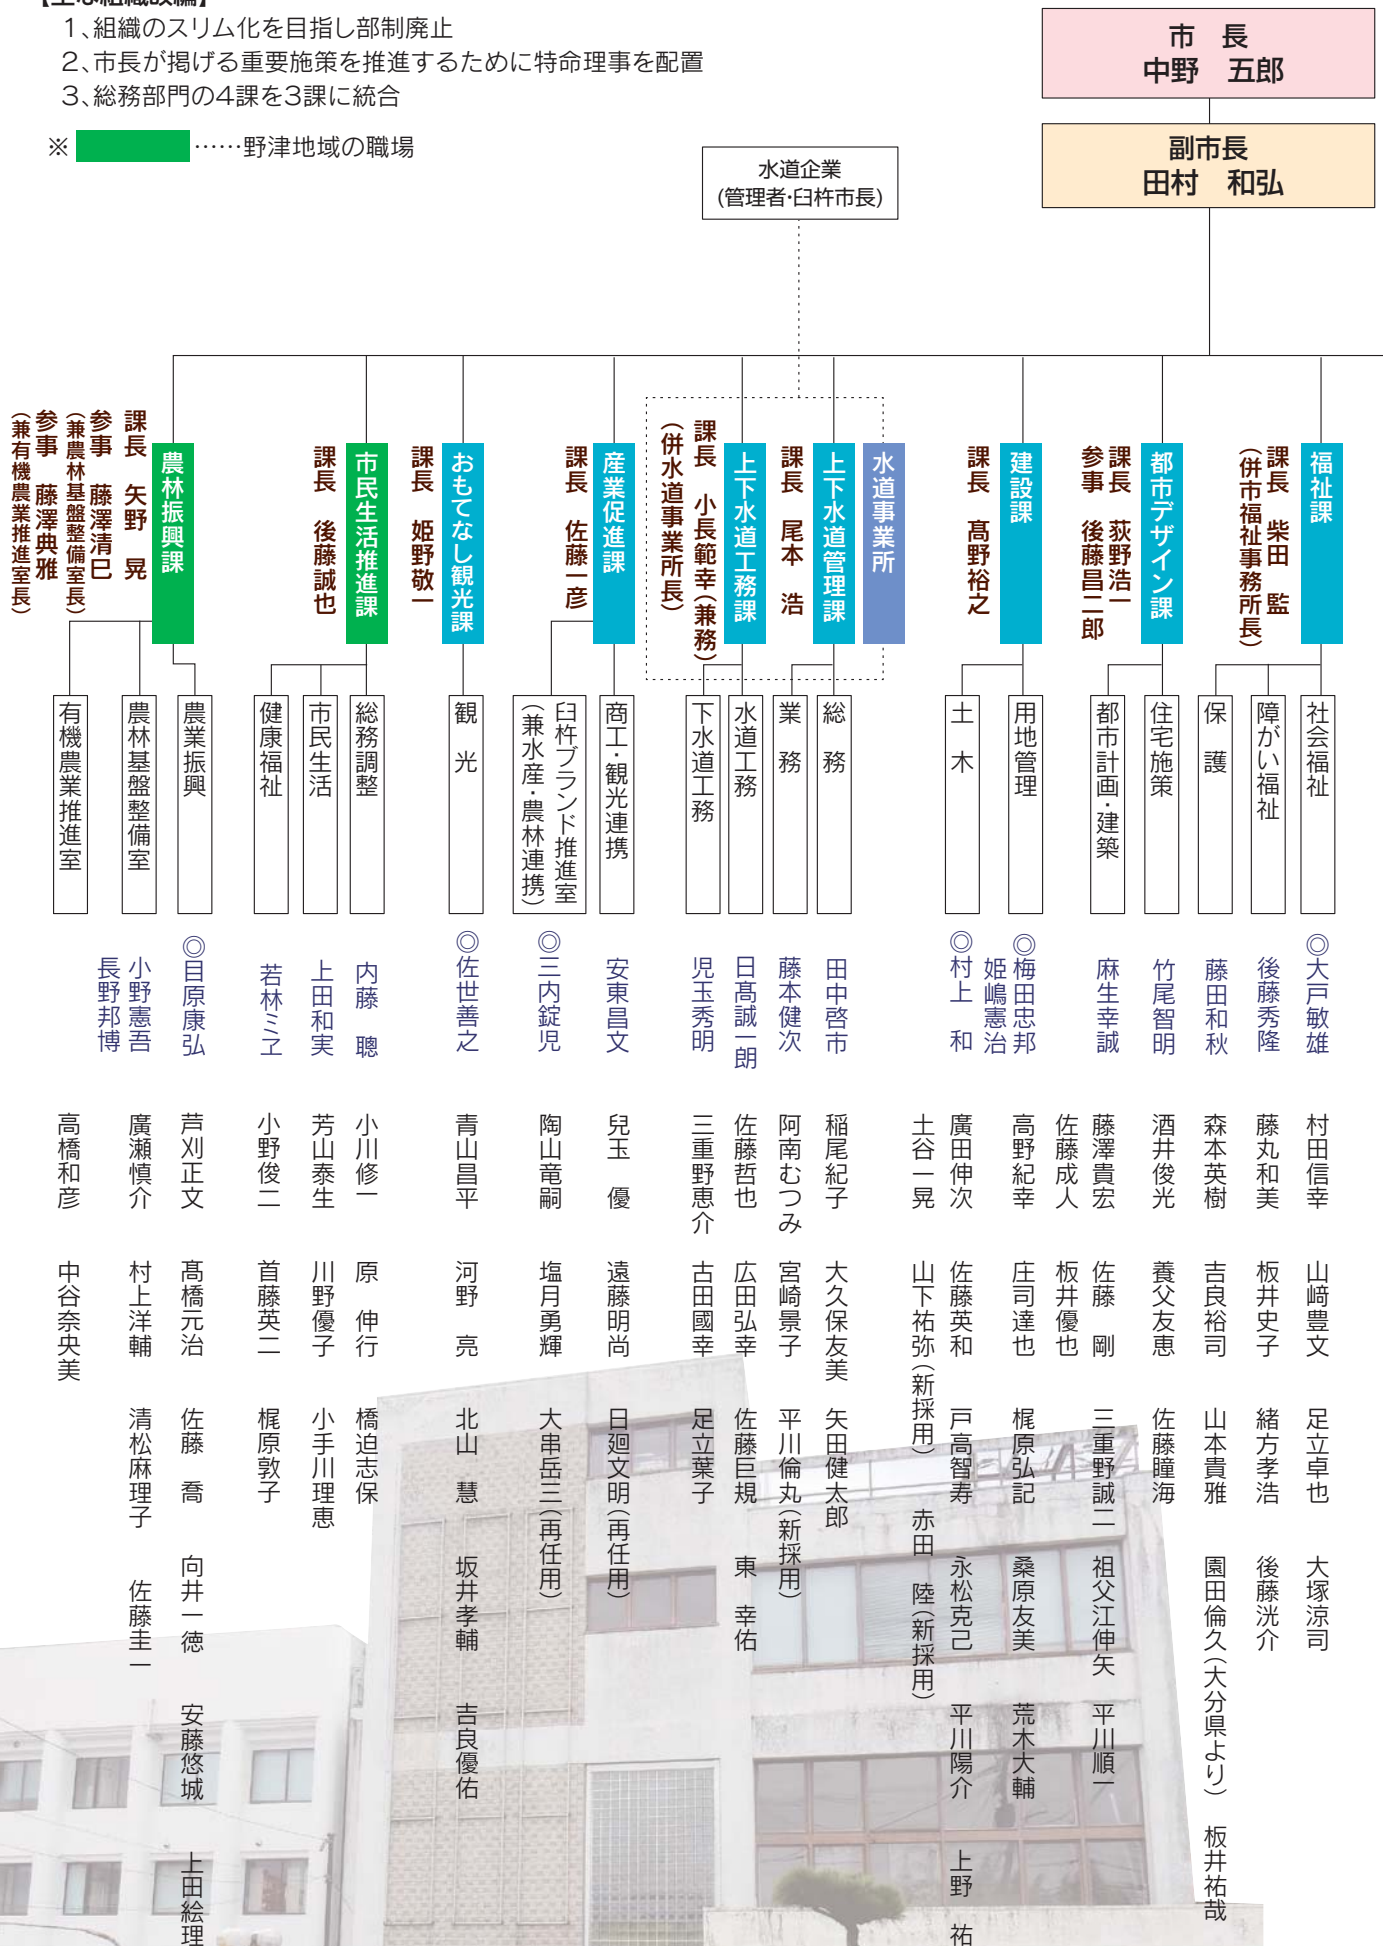 【主な組織改編】
1、組織のスリム化を目指し部制廃止
2、市長が掲げる重要施策を推進するために特命理事を配置
3、総務部門の4課を3課に統合
※ ……野津地域の職場
市　長
中野　五郎
副市長
田村　和弘
水道企業
(管理者・臼杵市長)
福祉課
課長　柴田　監
（併市福祉事務所長）
社会福祉
◎大戸敏雄　村田信幸　山﨑豊文　足立卓也　大塚涼司
障がい福祉
後藤秀隆　藤丸和美　板井史子　緒方孝浩　後藤洸介
保　護
藤田和秋　森本英樹　吉良裕司　山本貴雅　園田倫久（大分県より）　板井祐哉
都市デザイン課
課長　荻野浩一
参事　後藤昌二郎
住宅施策
竹尾智明　酒井俊光　養父友恵　佐藤瞳海
都市計画・建築
麻生幸誠　藤澤貴宏　佐藤　剛　三重野誠二　祖父江伸矢　平川順一
佐藤成人　板井優也
建設課
課長　髙野裕之
用地管理
◎梅田忠邦　高野紀幸　庄司達也　梶原弘記　桑原友美　荒木大輔
姫嶋憲治
土　木
◎村上　和　廣田伸次　佐藤英和　戸高智寿　永松克己　平川陽介　上野　祐
土谷一晃　山下祐弥（新採用）　赤田　陸（新採用）
水道事業所
上下水道管理課
課長　尾本　浩
総　務
田中啓市　稲尾紀子　大久保友美　矢田健太郎
業　務
藤本健次　阿南むつみ　宮崎景子　平川倫丸（新採用）
上下水道工務課
課長　小長範幸（兼務）
（併水道事業所長）
水道工務
日髙誠一朗　佐藤哲也　広田弘幸　佐藤巨規　東　幸佑
下水道工務
児玉秀明　三重野恵介　古田國幸　足立葉子
産業促進課
課長　佐藤一彦
商工・観光連携
安東昌文　兒玉　優　遠藤明尚　日廻文明（再任用）
臼杵ブランド推進室
（兼水産・農林連携）
◎三内錠児　陶山竜嗣　塩月勇輝　大串岳三（再任用）
おもてなし観光課
課長　姫野敬一
観　光
◎佐世善之　青山昌平　河野　亮　北山　慧　坂井孝輔　吉良優佑
市民生活推進課
課長　後藤誠也
総務調整
内藤　聰　小川修一　原　伸行　橋迫志保
市民生活
上田和実　芳山泰生　川野優子　小手川理恵
健康福祉
若林ミヱ　小野俊二　首藤英二　梶原敦子
農林振興課
課長　矢野　晃
参事　藤澤清巳
（兼農林基盤整備室長）
参事　藤澤典雅
（兼有機農業推進室長）
農業振興
◎目原康弘　芦刈正文　髙橋元治　佐藤　喬　向井一徳　安藤悠城　上田絵理
農林基盤整備室
小野憲吾　廣瀬慎介　村上洋輔　清松麻理子　佐藤圭一
長野邦博
有機農業推進室
高橋和彦　中谷奈央美